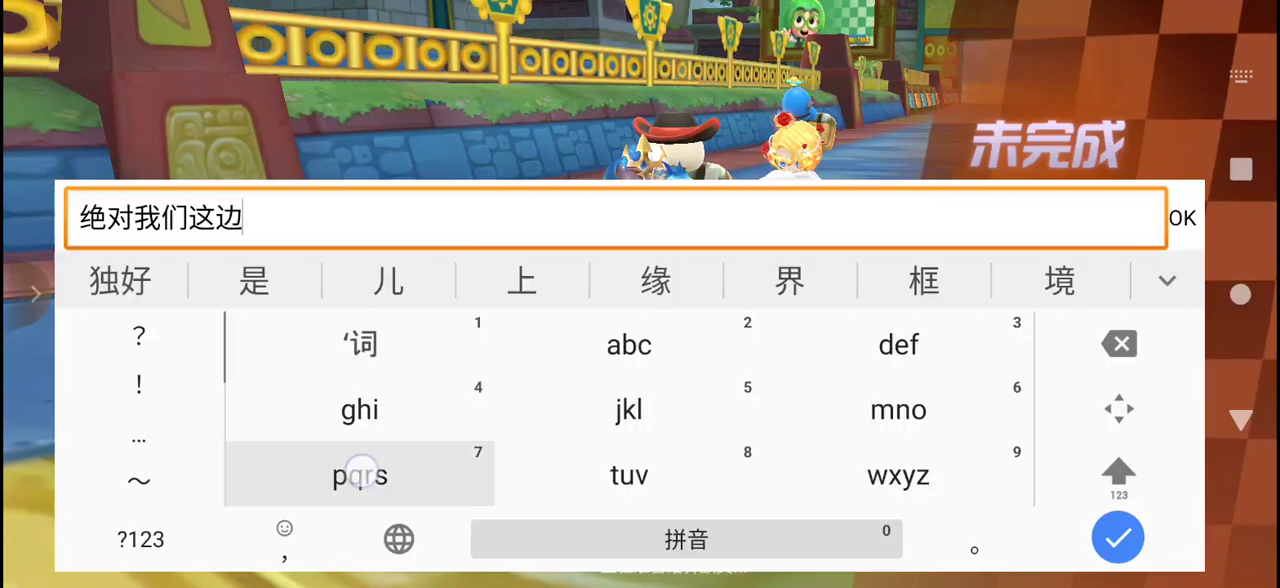 未完成
绝对我们这边
OK
独好 是 儿 上 缘 界 框 境
? ‘词 1 abc 2 def 3
! ghi 4 jkl 5 mno 6
… pqrs 7 tuv 8 wxyz 9
～ 123
?123 , 拼音 0 。